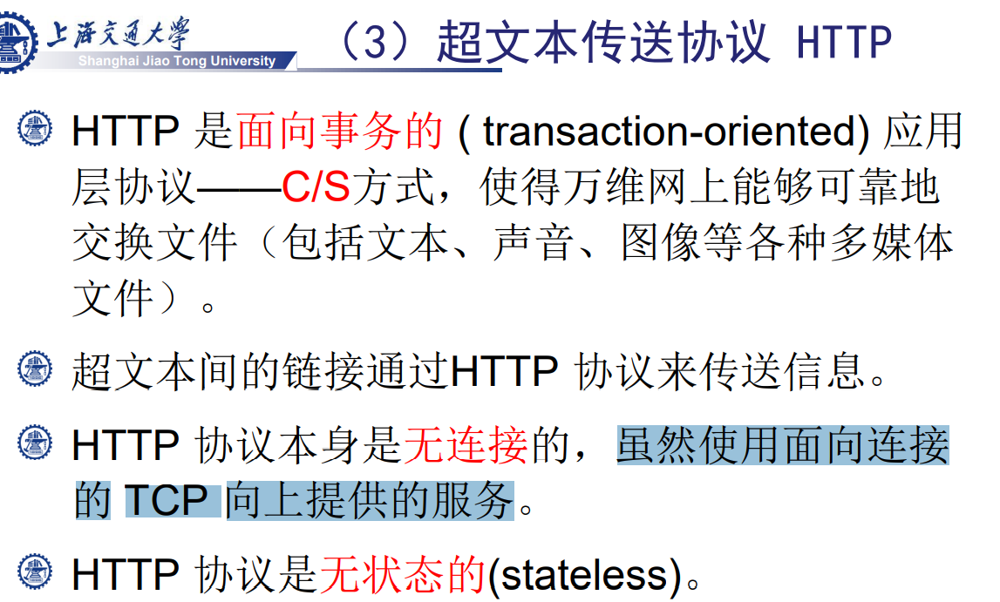 上海交通大学
Shanghai Jiao Tong University
（3）超文本传送协议 HTTP
HTTP 是面向事务的 ( transaction-oriented) 应用
层协议——C/S方式，使得万维网上能够可靠地
交换文件（包括文本、声音、图像等各种多媒体
文件）。
超文本间的链接通过HTTP 协议来传送信息。
HTTP 协议本身是无连接的，虽然使用面向连接
的 TCP 向上提供的服务。
HTTP 协议是无状态的(stateless)。